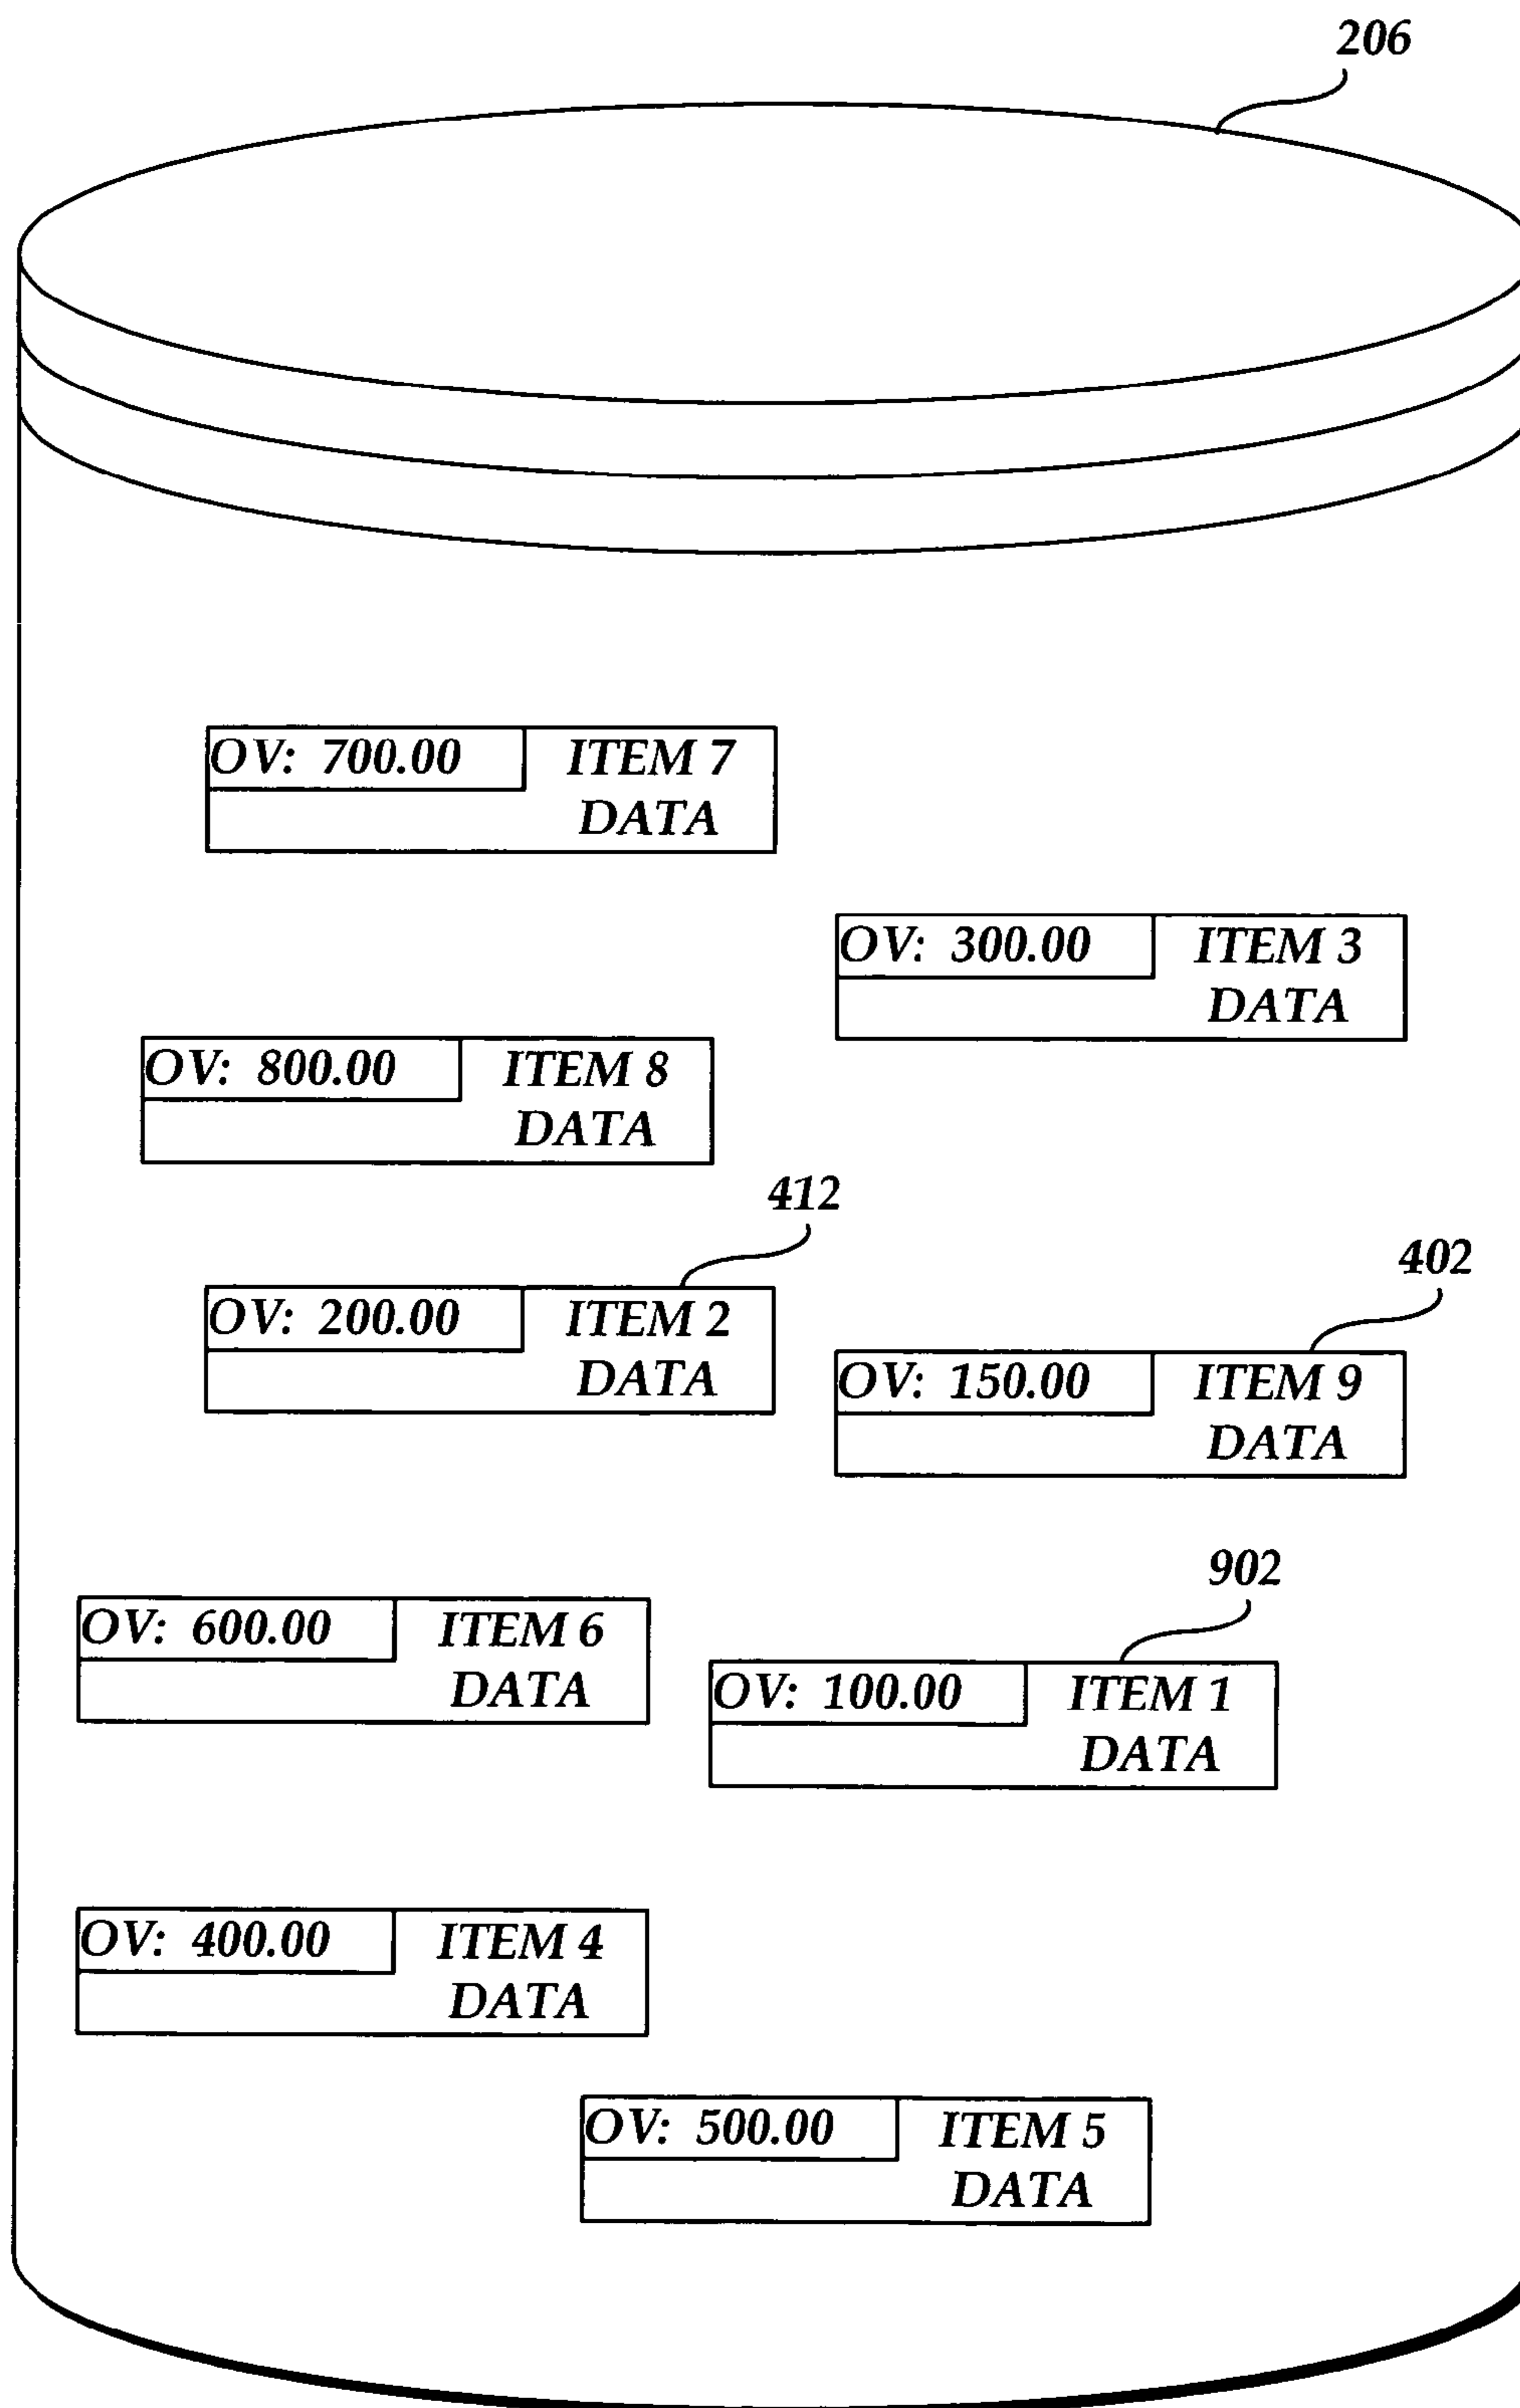 206
OV: 700.00 ITEM 7
DATA
OV: 300.00 ITEM 3
DATA
OV: 800.00 ITEM 8
DATA
412
OV: 200.00 ITEM 2
DATA
402
OV: 150.00 ITEM 9
DATA
OV: 600.00 ITEM 6
DATA
902
OV: 100.00 ITEM 1
DATA
OV: 400.00 ITEM 4
DATA
OV: 500.00 ITEM 5
DATA